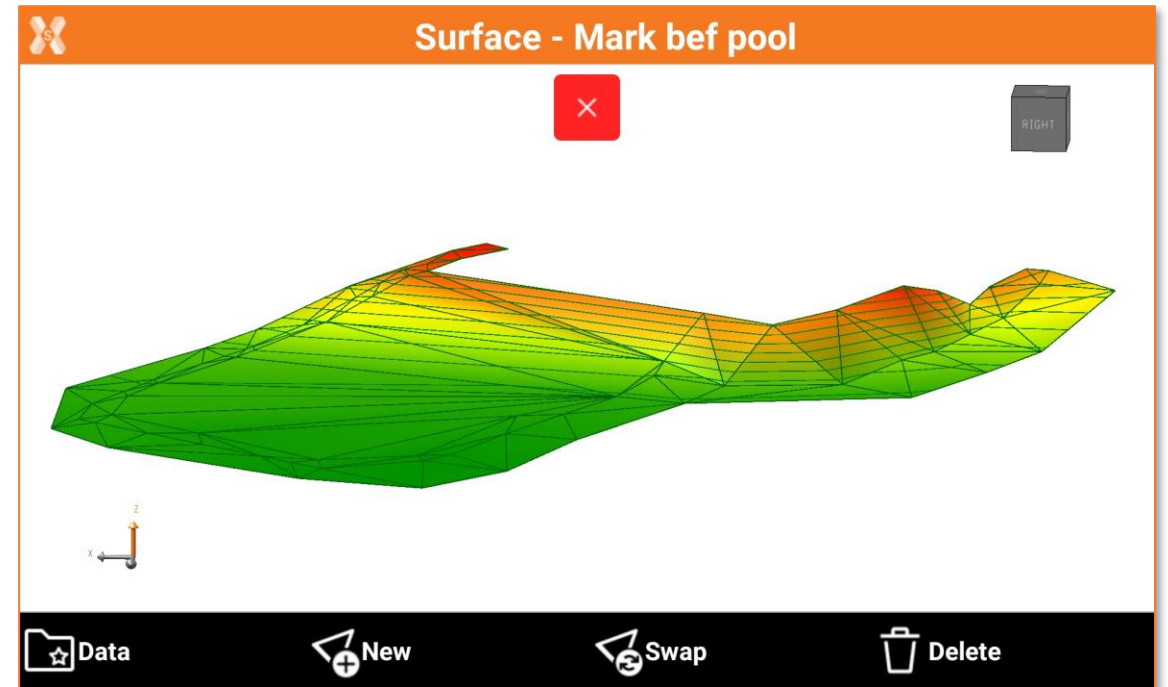 S
Surface - Mark bef pool
RIGHT
Z
X
Data
New
Swap
Delete